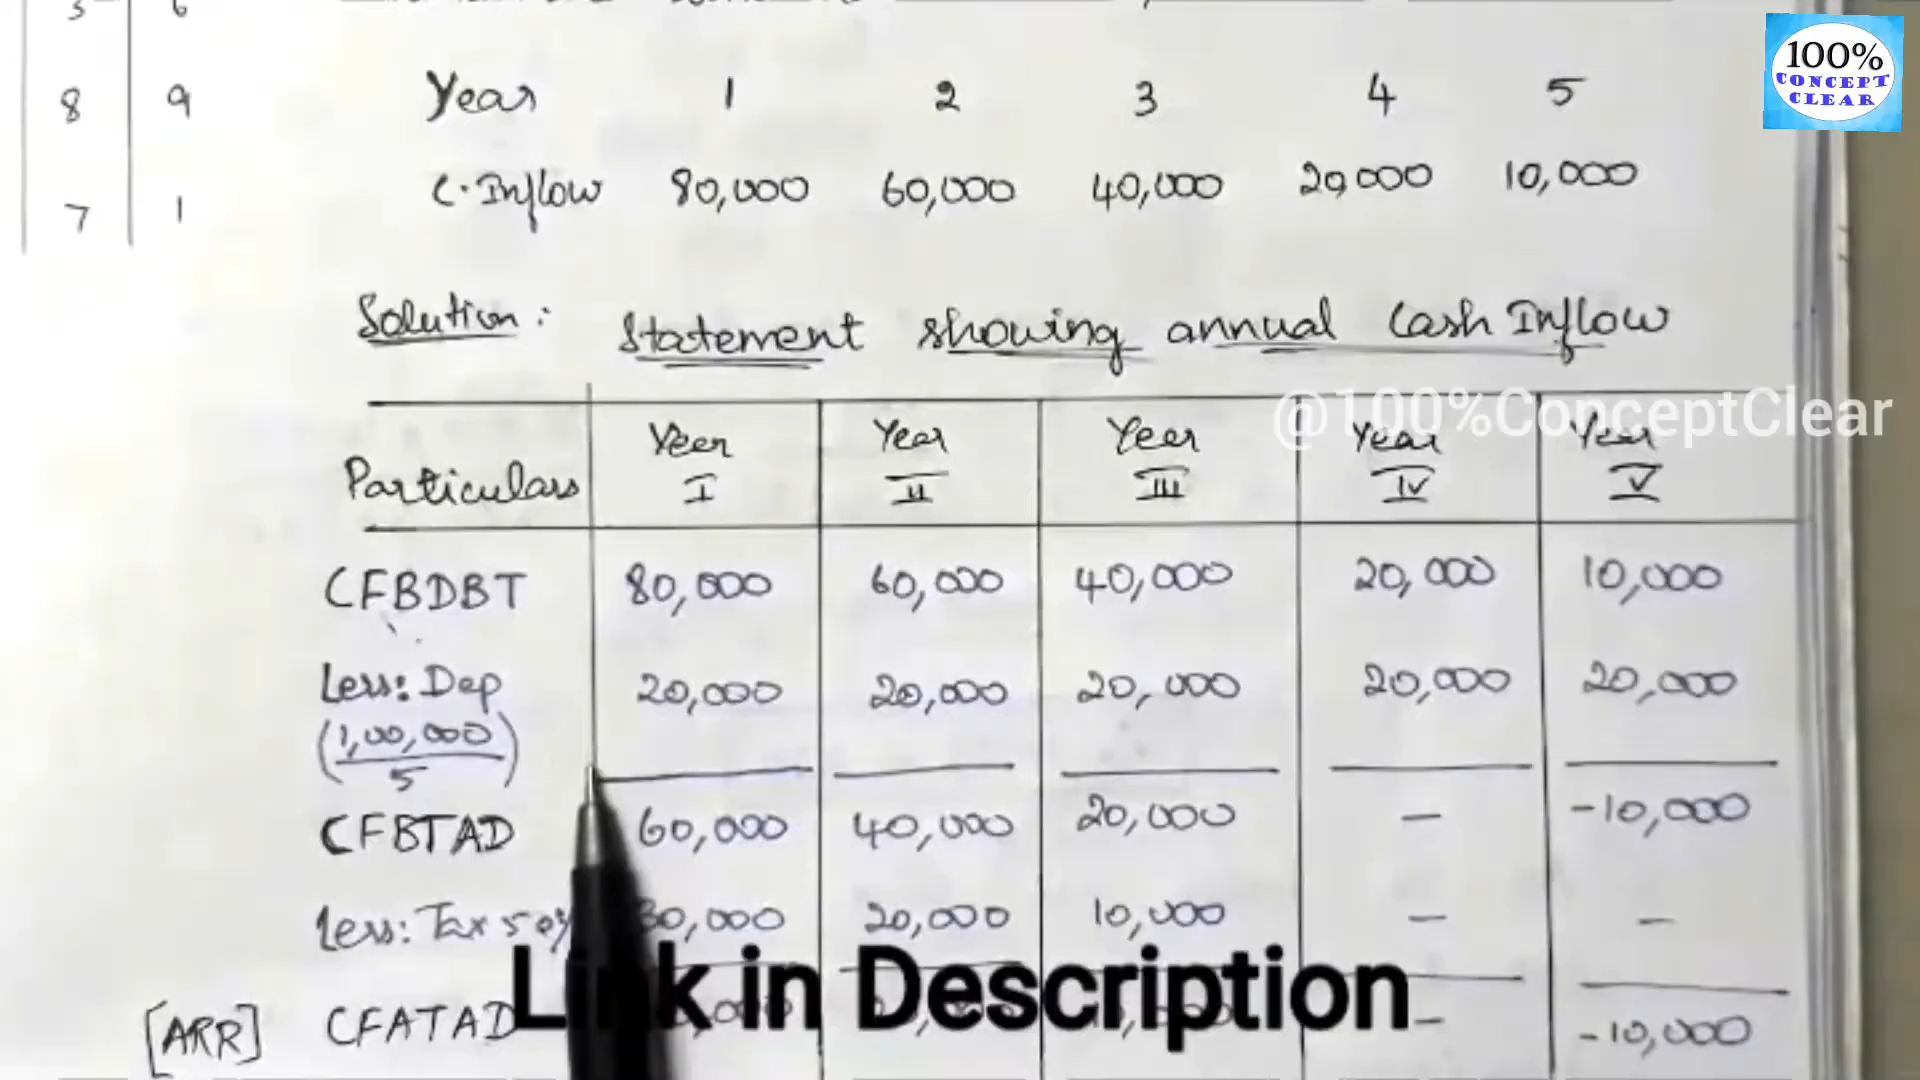 3 6
8 9
7 1
100%
CONCEPT
CLEAR
Year 1 2 3 4 5
C.Inflow 80,000 60,000 40,000 20,000 10,000
Solution: Statement showing annual Cash Inflow
@100%ConceptClear
Particulars Year I Year II Year III Year IV Year V
CFBDBT 80,000 60,000 40,000 20,000 10,000
Less: Dep 20,000 20,000 20,000 20,000 20,000
(1,00,000
5)
CFBTAD 60,000 40,000 20,000 — -10,000
Less: Tax 50% 30,000 20,000 10,000 — —
Link in Description
[ARR] CFATAD — -10,000